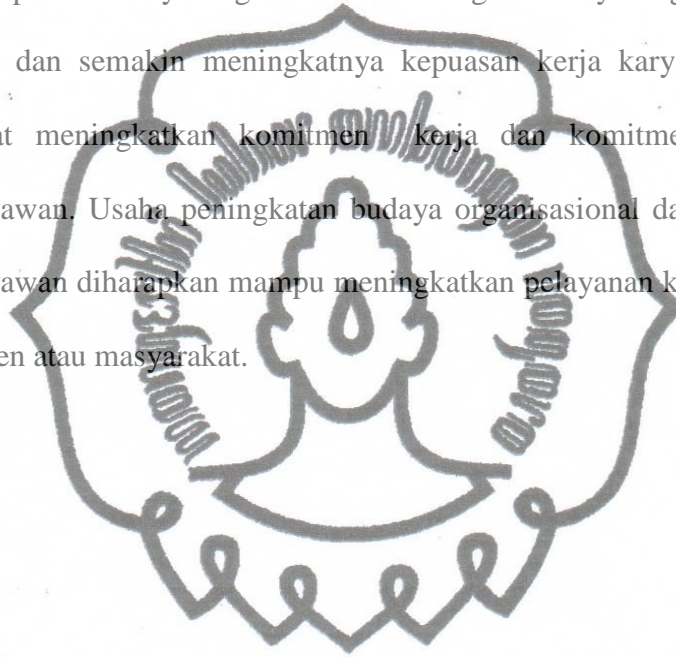 dan semakin meningkatnya kepuasan kerja kary
at meningkatkan komitmen kerja dan komitme
awan. Usaha peningkatan budaya organisasional da
awan diharapkan mampu meningkatkan pelayanan k
en atau masyarakat.